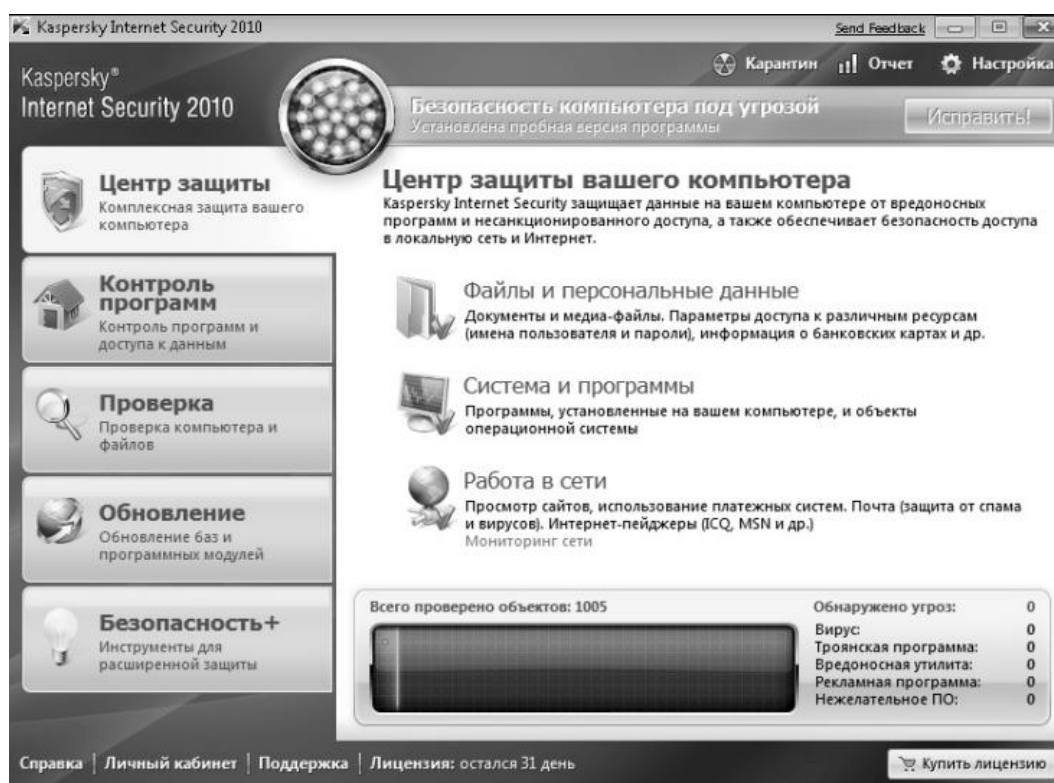 Kaspersky Internet Security 2010
Send Feedback
Kaspersky®
Internet Security 2010
Карантин
Отчет
Настройка
Безопасность компьютера под угрозой
Установлена пробная версия программы
Исправить!
Центр защиты
Комплексная защита вашего
компьютера
Контроль
программ
Контроль программ и
доступа к данным
Проверка
Проверка компьютера и
файлов
Обновление
Обновление баз и
программных модулей
Безопасность+
Инструменты для
расширенной защиты
Центр защиты вашего компьютера
Kaspersky Internet Security защищает данные на вашем компьютере от вредоносных
программ и несанкционированного доступа, а также обеспечивает безопасность доступа
в локальную сеть и Интернет.
Файлы и персональные данные
Документы и медиа-файлы. Параметры доступа к различным ресурсам
(имена пользователя и пароли), информация о банковских картах и др.
Система и программы
Программы, установленные на вашем компьютере, и объекты
операционной системы
Работа в сети
Просмотр сайтов, использование платежных систем. Почта (защита от спама
и вирусов). Интернет-пейджеры (ICQ, MSN и др.)
Мониторинг сети
Всего проверено объектов: 1005
Обнаружено угроз: 0
Вирус: 0
Троянская программа: 0
Вредоносная утилита: 0
Рекламная программа: 0
Нежелательное ПО: 0
Справка | Личный кабинет | Поддержка | Лицензия: остался 31 день
Купить лицензию